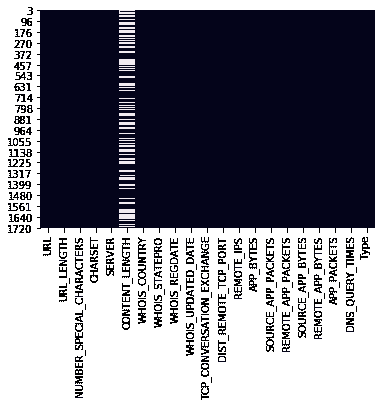 3
96
176
270
372
457
543
631
714
798
881
964
1055
1138
1225
1317
1399
1480
1561
1640
1720
URL
URL_LENGTH
NUMBER_SPECIAL_CHARACTERS
CHARSET
SERVER
CONTENT_LENGTH
WHOIS_COUNTRY
WHOIS_STATEPRO
WHOIS_REGDATE
WHOIS_UPDATED_DATE
TCP_CONVERSATION_EXCHANGE
DIST_REMOTE_TCP_PORT
REMOTE_IPS
APP_BYTES
SOURCE_APP_PACKETS
REMOTE_APP_PACKETS
SOURCE_APP_BYTES
REMOTE_APP_BYTES
APP_PACKETS
DNS_QUERY_TIMES
Type